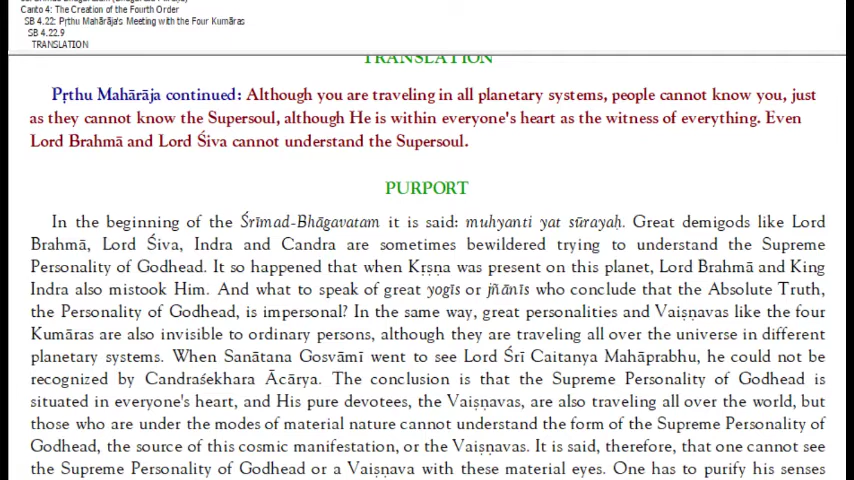 Canto 4: The Creation of the Fourth Order
SB 4.22: Pṛthu Mahārāja's Meeting with the Four Kumāras
SB 4.22.9
TRANSLATION
TRANSLATION
Pṛthu Mahārāja continued: Although you are traveling in all planetary systems, people cannot know you, just
as they cannot know the Supersoul, although He is within everyone's heart as the witness of everything. Even
Lord Brahmā and Lord Śiva cannot understand the Supersoul.
PURPORT
In the beginning of the Śrīmad-Bhāgavatam it is said: muhyanti yat sūrayaḥ. Great demigods like Lord
Brahmā, Lord Śiva, Indra and Candra are sometimes bewildered trying to understand the Supreme
Personality of Godhead. It so happened that when Kṛṣṇa was present on this planet, Lord Brahmā and King
Indra also mistook Him. And what to speak of great yogīs or jñānīs who conclude that the Absolute Truth,
the Personality of Godhead, is impersonal? In the same way, great personalities and Vaiṣṇavas like the four
Kumāras are also invisible to ordinary persons, although they are traveling all over the universe in different
planetary systems. When Sanātana Gosvāmī went to see Lord Śrī Caitanya Mahāprabhu, he could not be
recognized by Candraśekhara Ācārya. The conclusion is that the Supreme Personality of Godhead is
situated in everyone's heart, and His pure devotees, the Vaiṣṇavas, are also traveling all over the world, but
those who are under the modes of material nature cannot understand the form of the Supreme Personality of
Godhead, the source of this cosmic manifestation, or the Vaiṣṇavas. It is said, therefore, that one cannot see
the Supreme Personality of Godhead or a Vaiṣṇava with these material eyes. One has to purify his senses